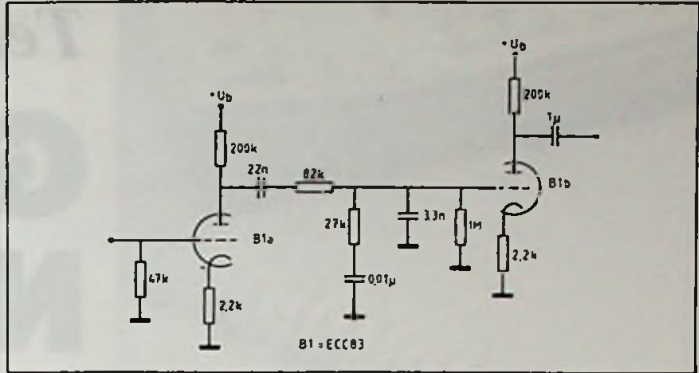 +Ub
200k
1µ
+Ub
200k
22n
82k
B1b
27k
3.3n
1M
B1a
47k
2,2k
0,01µ
2,2k
B1 = ECC83